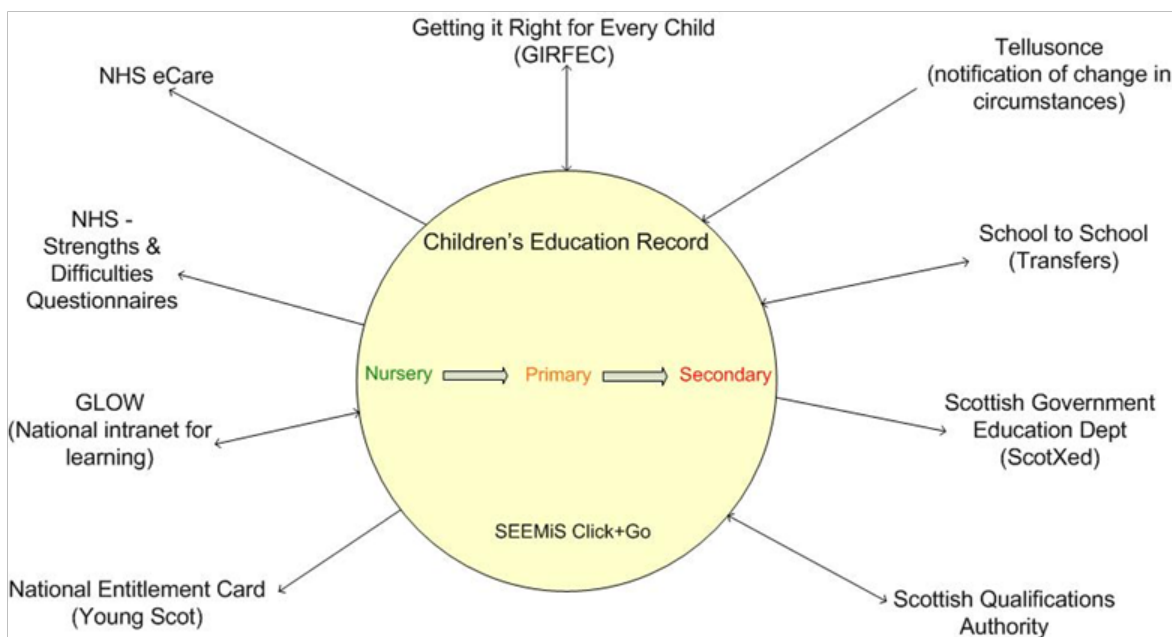 Getting it Right for Every Child
(GIRFEC)
Tellusonce
(notification of change in
circumstances)
NHS eCare
NHS -
Strengths &
Difficulties
Questionnaires
Children's Education Record
School to School
(Transfers)
Nursery
Primary
Secondary
GLOW
(National intranet for
learning)
Scottish Government
Education Dept
(ScotXed)
SEEMiS Click+Go
National Entitlement Card
(Young Scot)
Scottish Qualifications
Authority